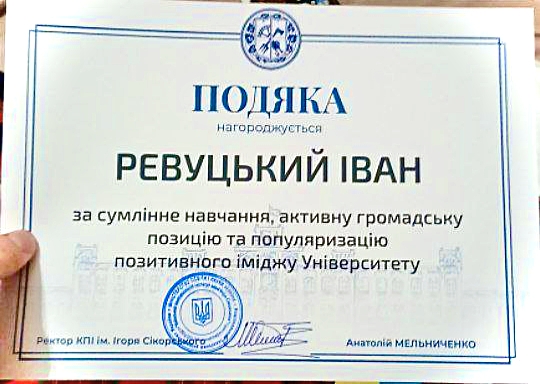 ПОДЯКА
нагороджується
РЕВУЦЬКИЙ ІВАН
за сумлінне навчання, активну громадську
позицію та популяризацію
позитивного іміджу Університету
Ректор КПІ ім. Ігоря Сікорського
Анатолій МЕЛЬНИЧЕНКО